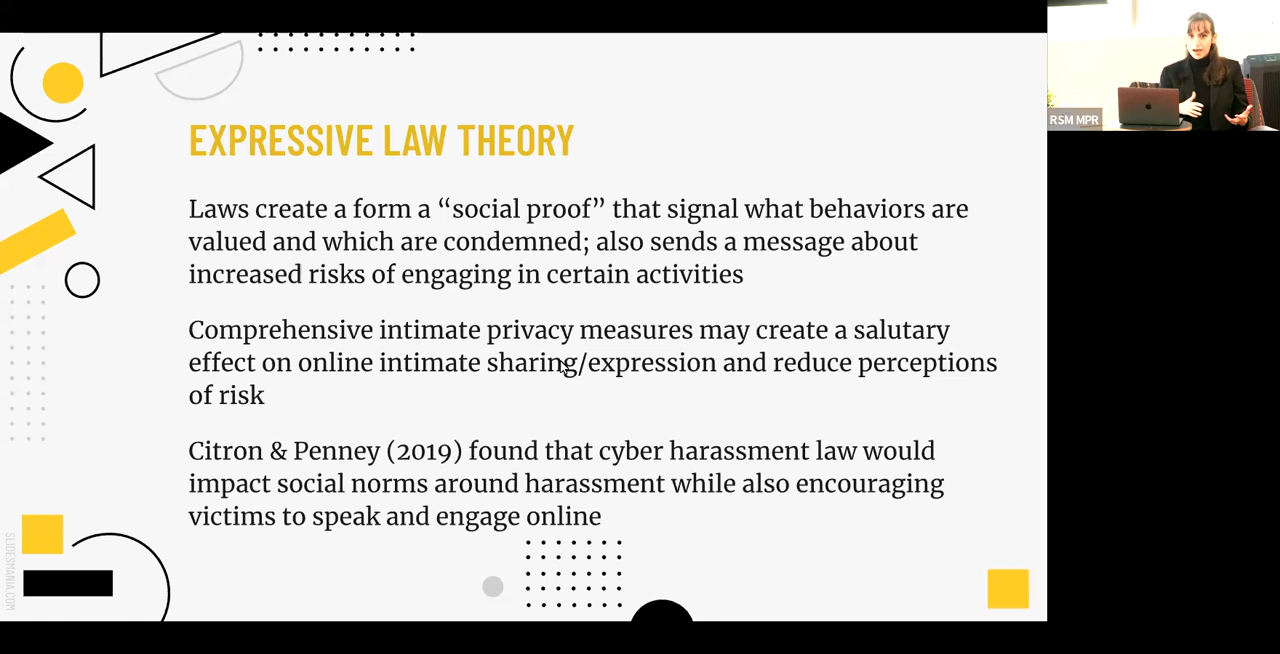 EXPRESSIVE LAW THEORY
Laws create a form a “social proof” that signal what behaviors are
valued and which are condemned; also sends a message about
increased risks of engaging in certain activities
Comprehensive intimate privacy measures may create a salutary
effect on online intimate sharing/expression and reduce perceptions
of risk
Citron & Penney (2019) found that cyber harassment law would
impact social norms around harassment while also encouraging
victims to speak and engage online
SLIDESMANIA.COM
RSM MPR